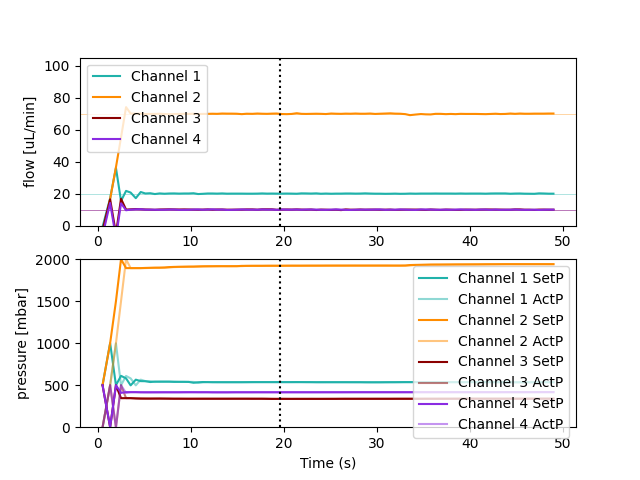 100
80
60
40
20
0
flow [uL/min]
Channel 1
Channel 2
Channel 3
Channel 4
0
10
20
30
40
50
2000
1500
1000
500
0
pressure [mbar]
Channel 1 SetP
Channel 1 ActP
Channel 2 SetP
Channel 2 ActP
Channel 3 SetP
Channel 3 ActP
Channel 4 SetP
Channel 4 ActP
0
10
20
30
40
50
Time (s)